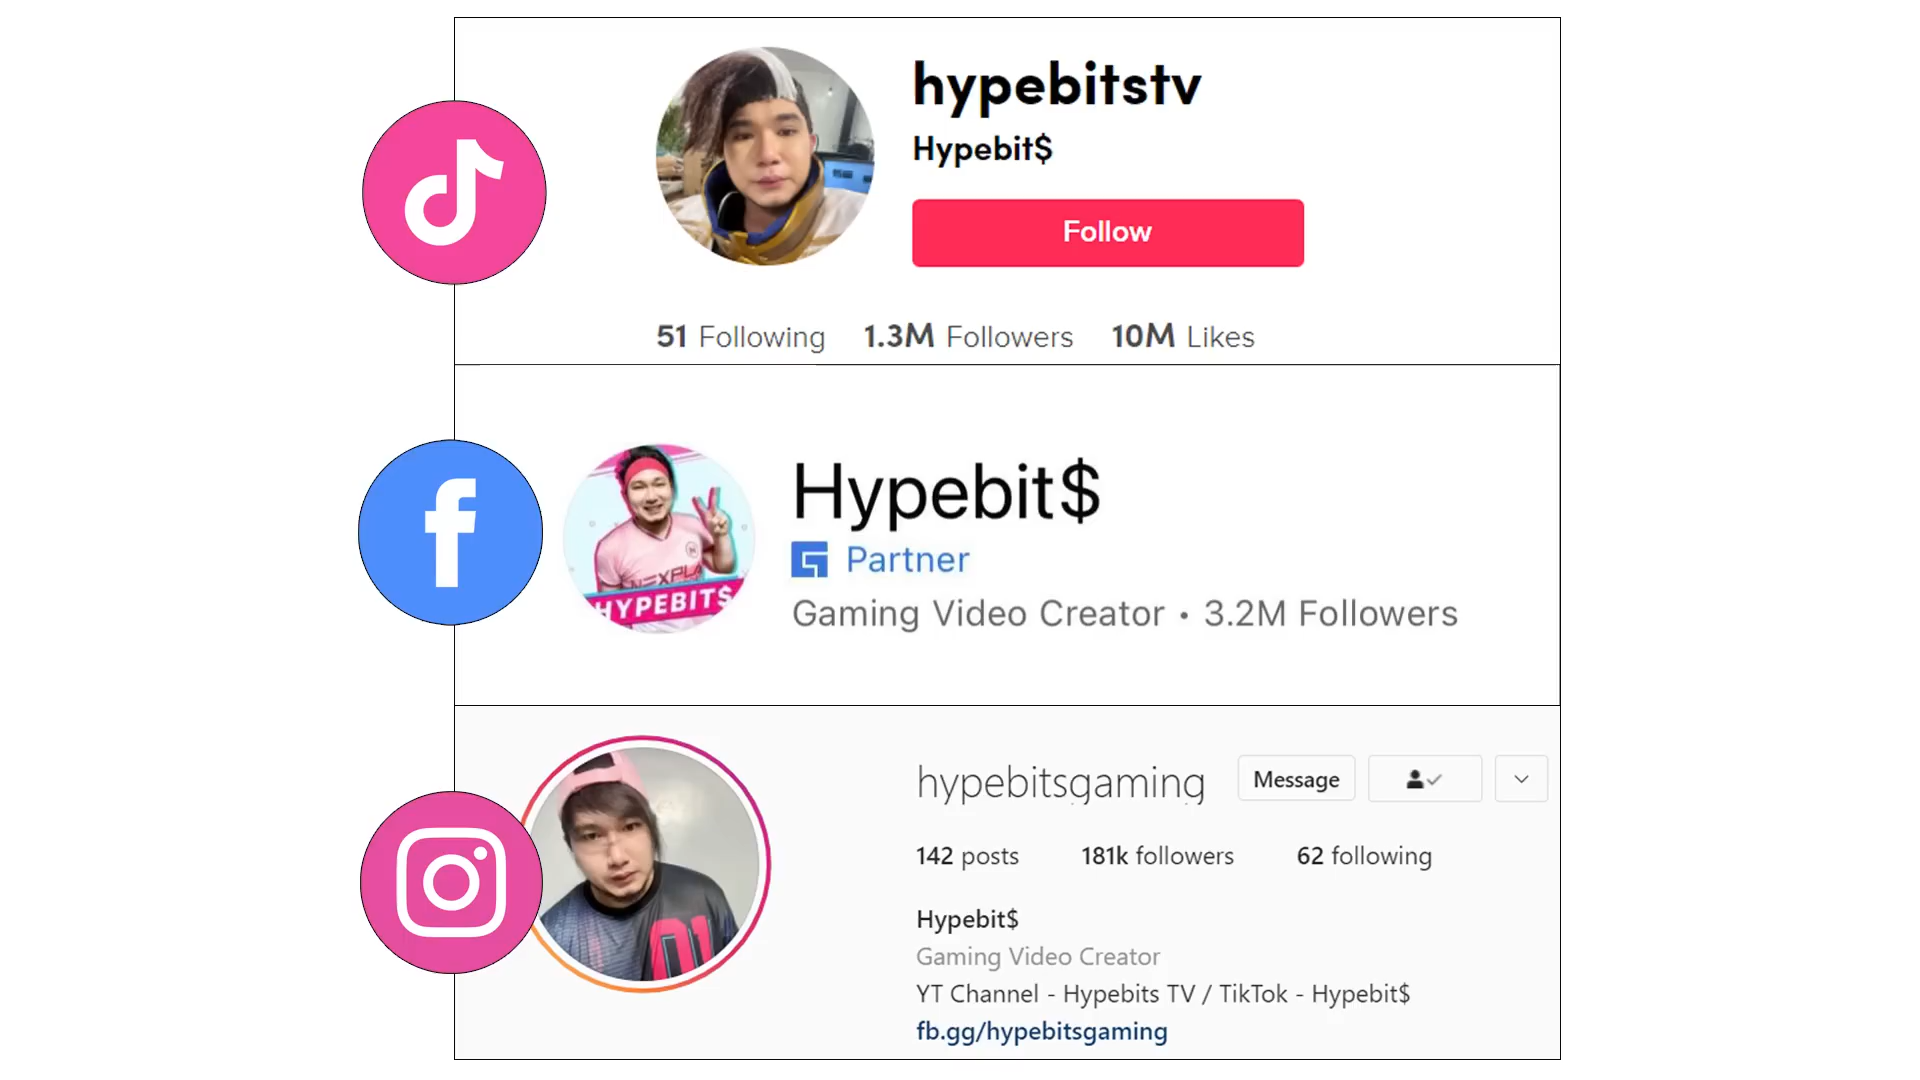 hypebitstv
Hypebit$
Follow
51 Following 1.3M Followers 10M Likes
Hypebit$
Partner
Gaming Video Creator • 3.2M Followers
HYPEBIT$
hypebitsgaming Message
142 posts 181k followers 62 following
Hypebit$
Gaming Video Creator
YT Channel - Hypebits TV / TikTok - Hypebit$
fb.gg/hypebitsgaming